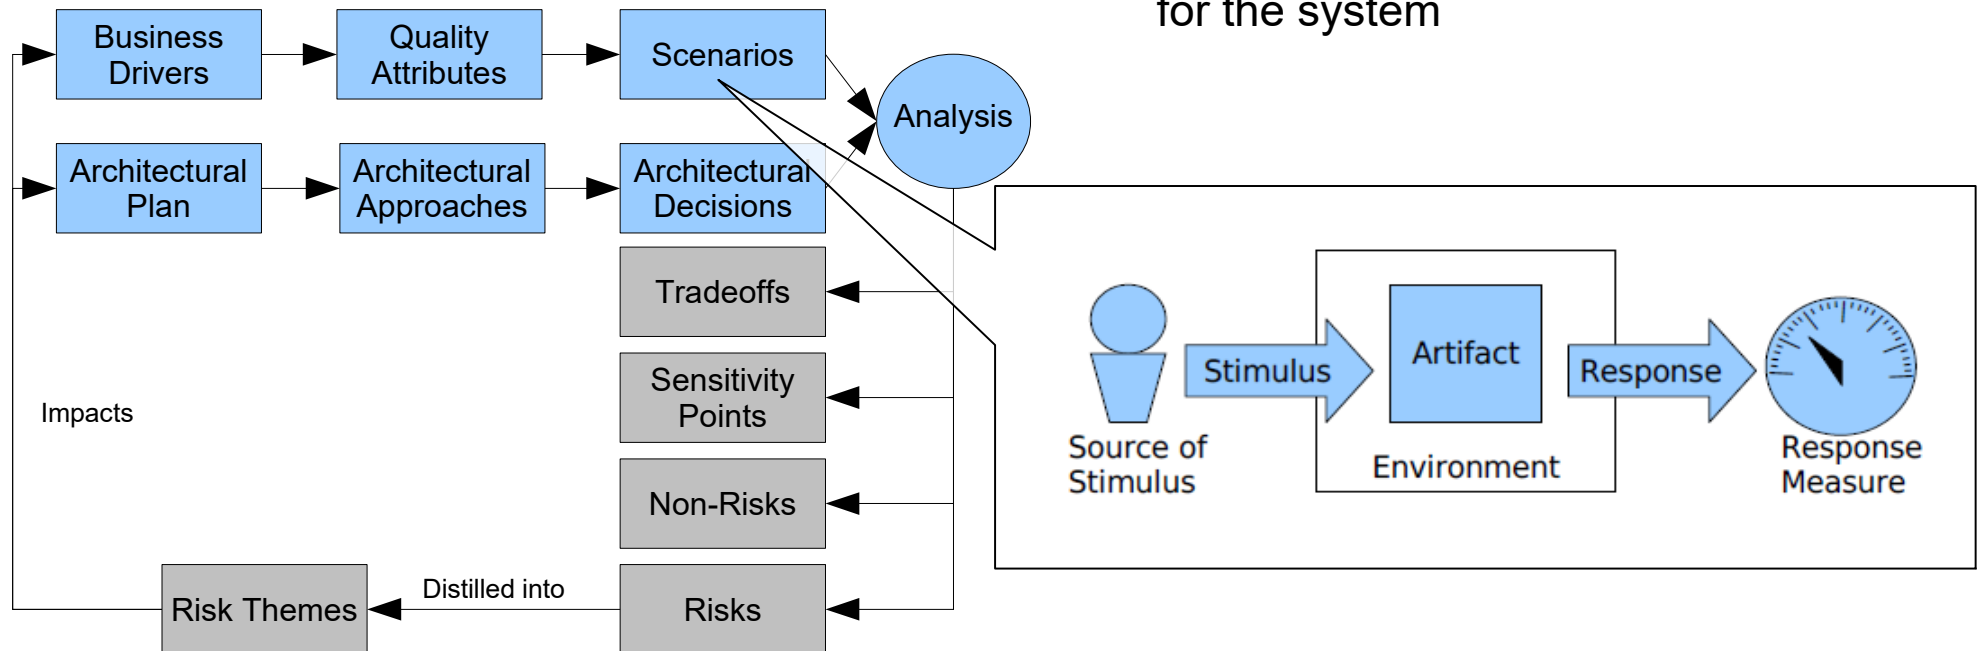 for the system
Business
Drivers
Quality
Attributes
Scenarios
Analysis
Architectural
Plan
Architectural
Approaches
Architectural
Decisions
Tradeoffs
Sensitivity
Points
Non-Risks
Risks
Distilled into
Risk Themes
Impacts
Source of
Stimulus
Stimulus
Artifact
Environment
Response
Response
Measure